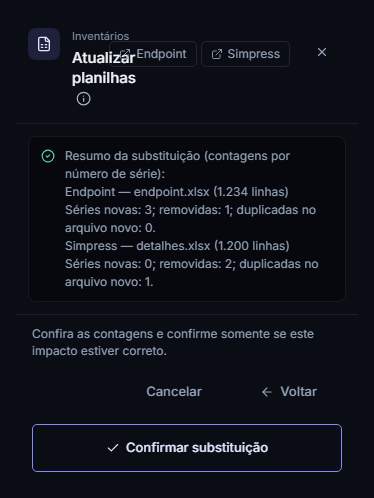 Inventários
Atualizar
planilhas
Endpoint
Simpress
Resumo da substituição (contagens por
número de série):
Endpoint — endpoint.xlsx (1.234 linhas)
Séries novas: 3; removidas: 1; duplicadas no
arquivo novo: 0.
Simpress — detalhes.xlsx (1.200 linhas)
Séries novas: 0; removidas: 2; duplicadas no
arquivo novo: 1.
Confira as contagens e confirme somente se este
impacto estiver correto.
Cancelar
Voltar
Confirmar substituição